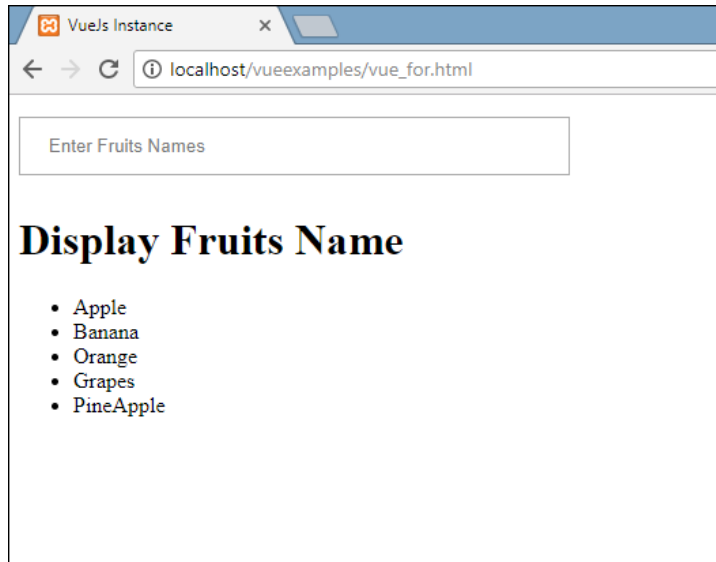 VueJs Instance
localhost/vueexamples/vue_for.html
Enter Fruits Names
Display Fruits Name
Apple
Banana
Orange
Grapes
PineApple